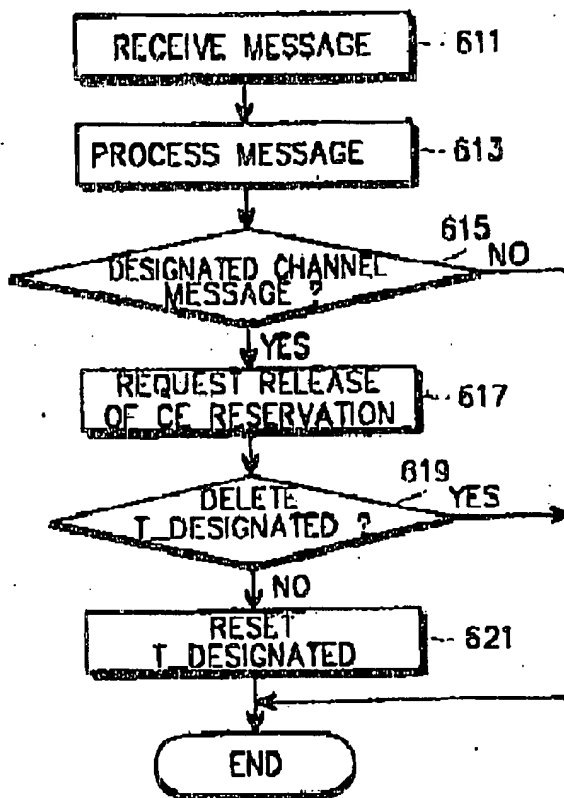 RECEIVE MESSAGE
611
PROCESS MESSAGE
613
615
NO
DESIGNATED CHANNEL
MESSAGE ?
YES
REQUEST RELEASE
OF CE RESERVATION
617
619
YES
DELETE
T_DESIGNATED ?
NO
RESET
T_DESIGNATED
621
END